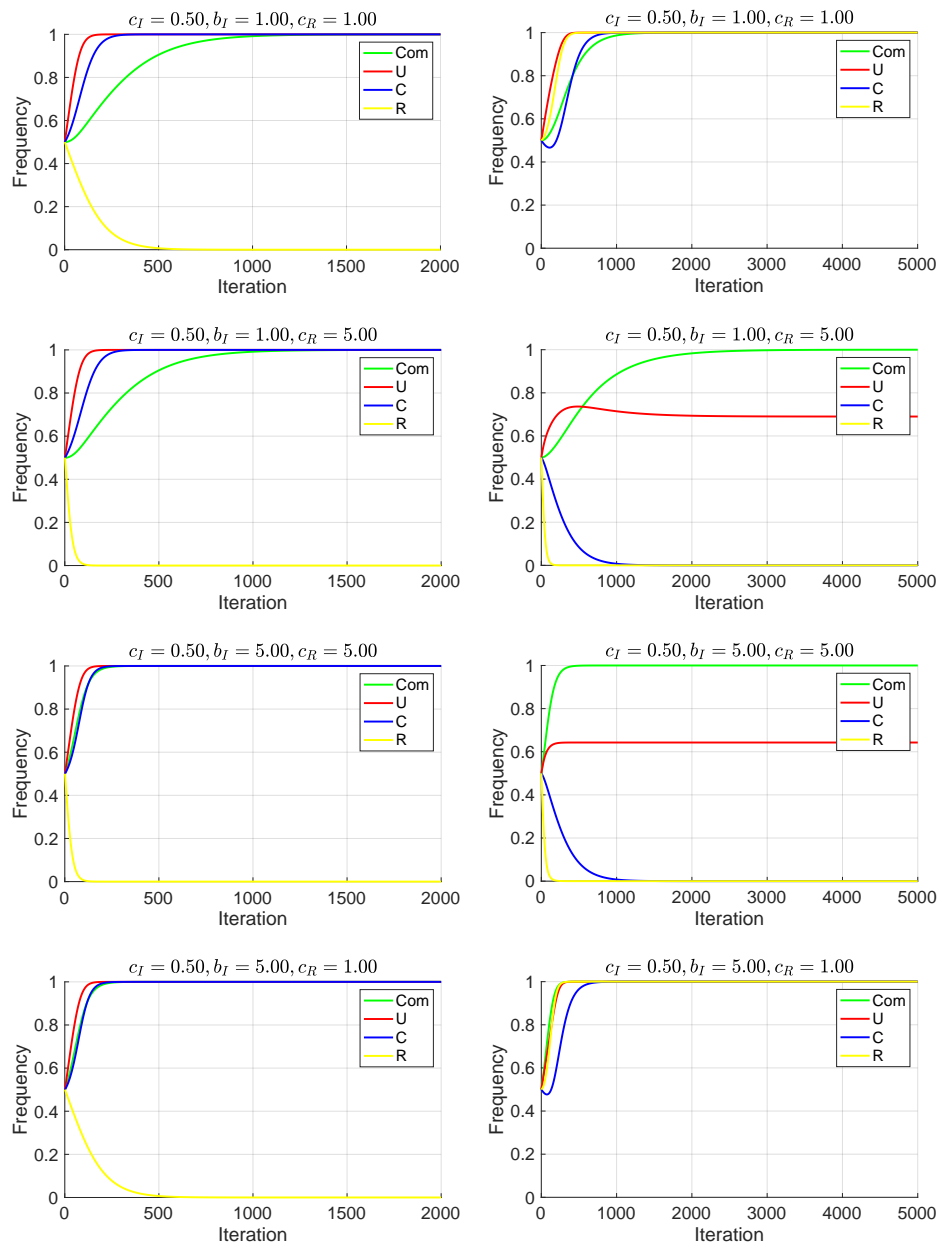 c_I = 0.50, b_I = 1.00, c_R = 1.00
Frequency
1
0.8
0.6
0.4
0.2
0
Com
U
C
R
0 500 1000 1500 2000
Iteration
c_I = 0.50, b_I = 1.00, c_R = 1.00
Frequency
1
0.8
0.6
0.4
0.2
0
Com
U
C
R
0 1000 2000 3000 4000 5000
Iteration
c_I = 0.50, b_I = 1.00, c_R = 5.00
Frequency
1
0.8
0.6
0.4
0.2
0
Com
U
C
R
0 500 1000 1500 2000
Iteration
c_I = 0.50, b_I = 1.00, c_R = 5.00
Frequency
1
0.8
0.6
0.4
0.2
0
Com
U
C
R
0 1000 2000 3000 4000 5000
Iteration
c_I = 0.50, b_I = 5.00, c_R = 5.00
Frequency
1
0.8
0.6
0.4
0.2
0
Com
U
C
R
0 500 1000 1500 2000
Iteration
c_I = 0.50, b_I = 5.00, c_R = 5.00
Frequency
1
0.8
0.6
0.4
0.2
0
Com
U
C
R
0 1000 2000 3000 4000 5000
Iteration
c_I = 0.50, b_I = 5.00, c_R = 1.00
Frequency
1
0.8
0.6
0.4
0.2
0
Com
U
C
R
0 500 1000 1500 2000
Iteration
c_I = 0.50, b_I = 5.00, c_R = 1.00
Frequency
1
0.8
0.6
0.4
0.2
0
Com
U
C
R
0 1000 2000 3000 4000 5000
Iteration